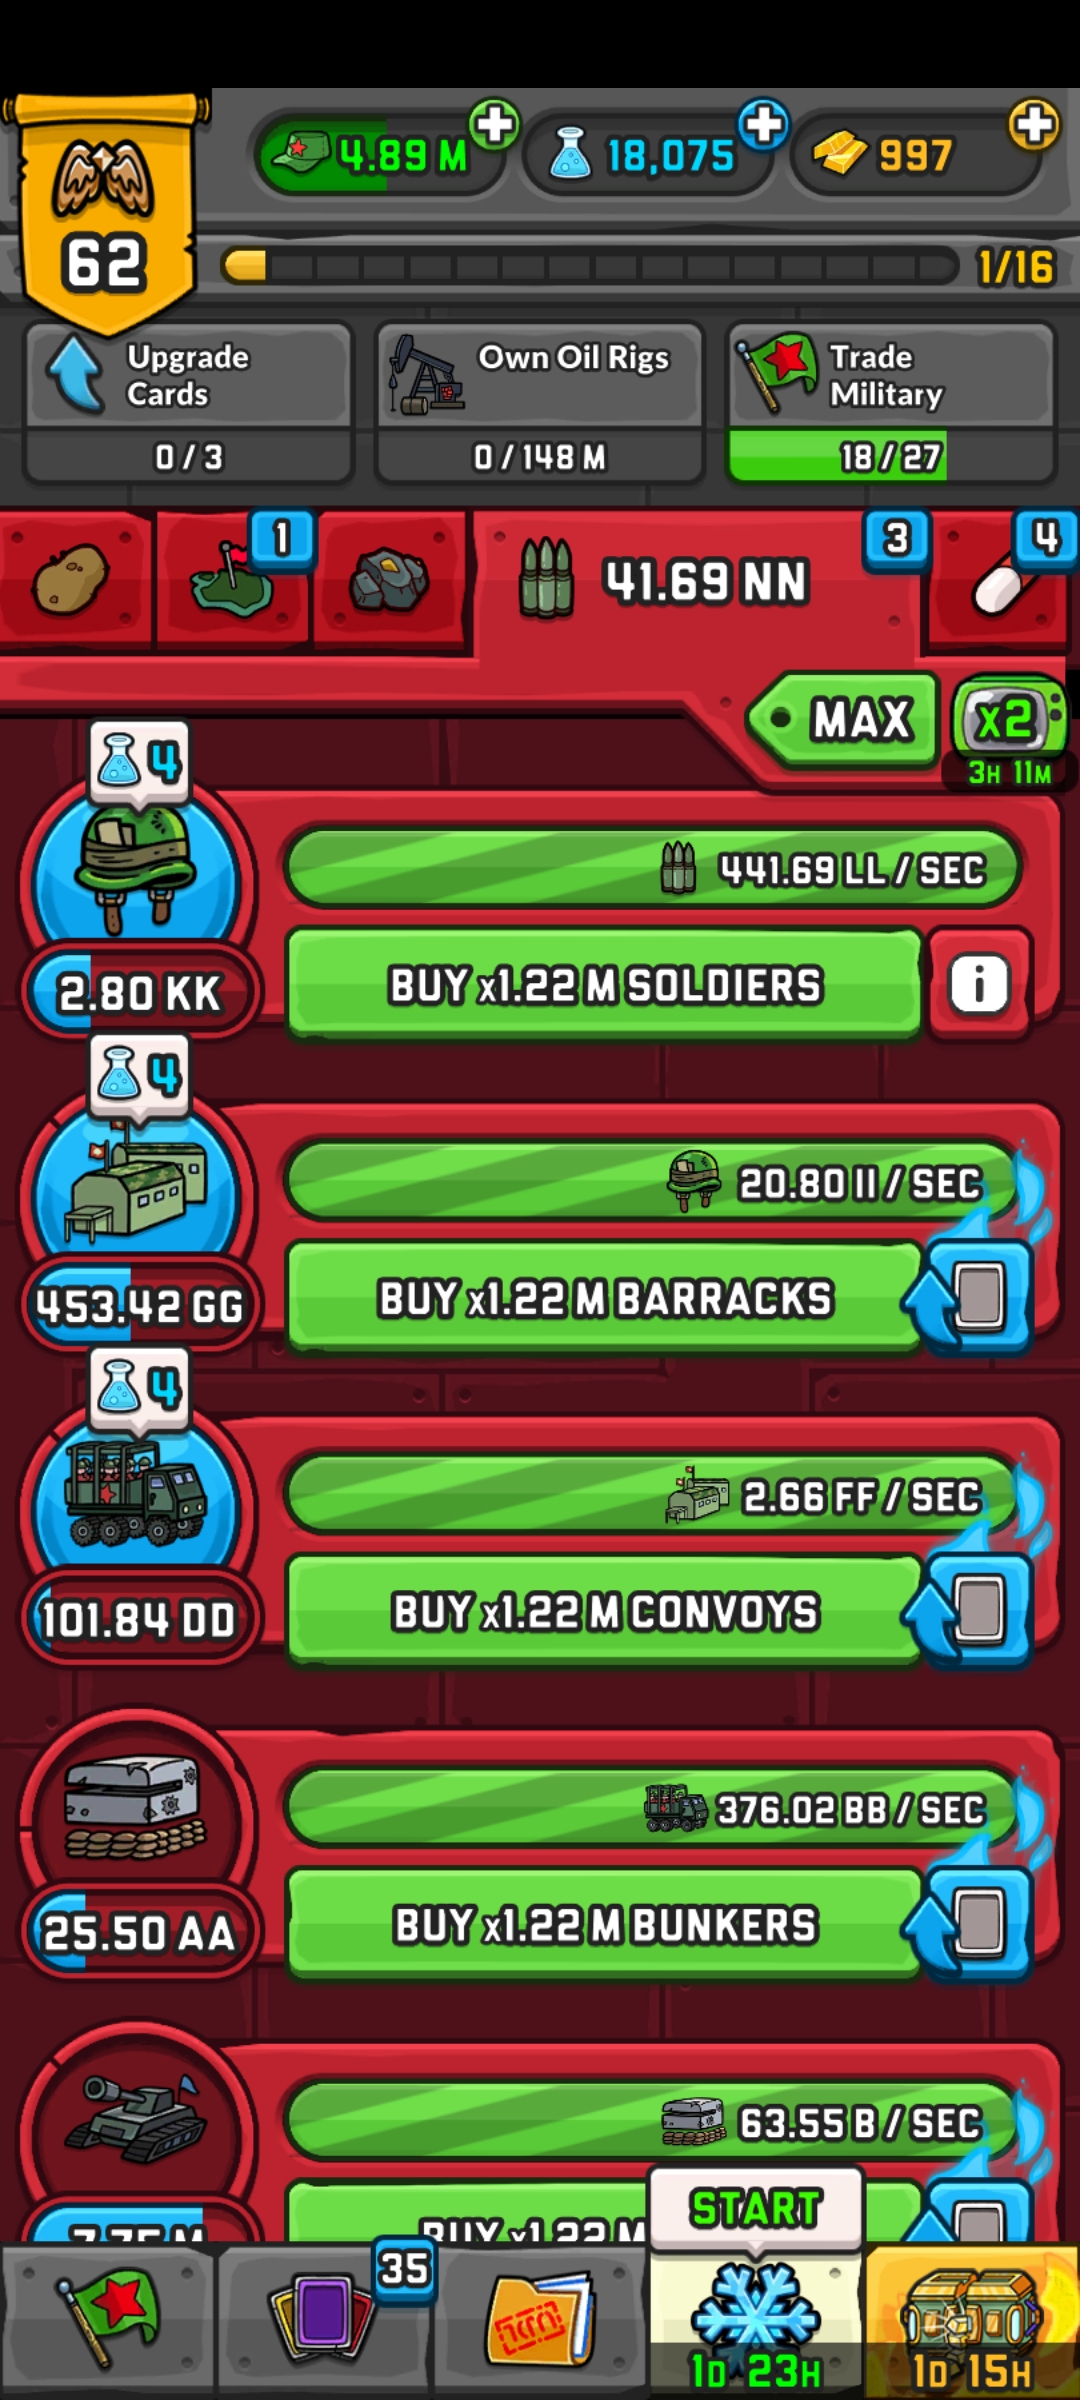 4.89 M
18,075
997
62
1/16
Upgrade
Cards
0 / 3
Own Oil Rigs
0 / 148 M
Trade
Military
18 / 27
1
41.69 NN
3
4
MAX
x2
3H 11M
4
441.69 LL / SEC
2.80 KK
BUY x1.22 M SOLDIERS
i
4
20.80 II / SEC
453.42 GG
BUY x1.22 M BARRACKS
4
2.66 FF / SEC
101.84 DD
BUY x1.22 M CONVOYS
376.02 BB / SEC
25.50 AA
BUY x1.22 M BUNKERS
63.55 B / SEC
7.75 M
BUY x1.22 M
START
35
1D 23H
1D 15H